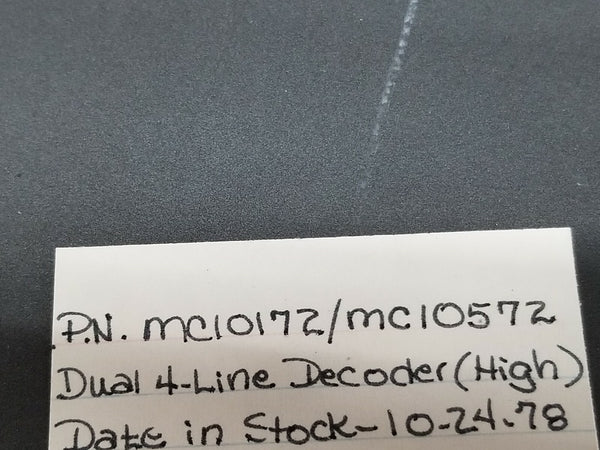 P.N. MC10172/MC10572
Dual 4-Line Decoder (High)
Date in Stock-10-24-78